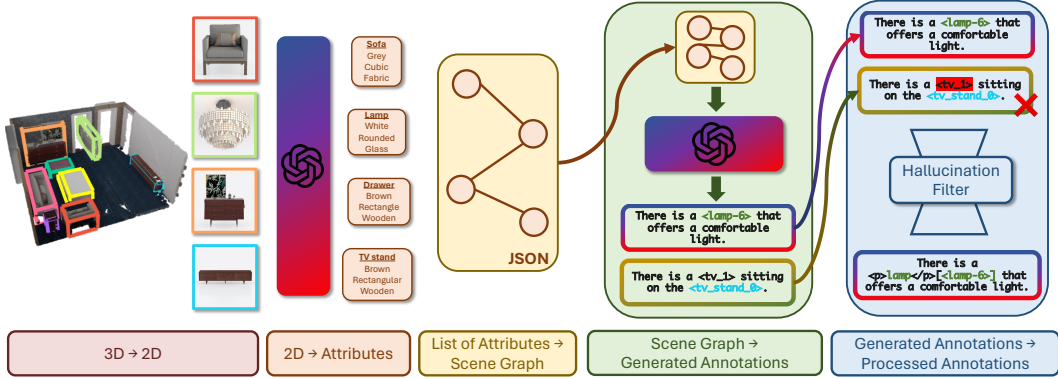 Sofa
Grey
Cubic
Fabric
Lamp
White
Rounded
Glass
Drawer
Brown
Rectangle
Wooden
TV stand
Brown
Rectangular
Wooden
JSON
There is a <lamp-6> that
offers a comfortable
light.
There is a <tv_1> sitting
on the <tv_stand_0>.
There is a <lamp-6> that
offers a comfortable
light.
There is a <tv_1> sitting
on the <tv_stand_0>.
Hallucination
Filter
There is a
<p>lamp</p>[<lamp-6>] that
offers a comfortable light.
3D → 2D
2D → Attributes
List of Attributes →
Scene Graph
Scene Graph →
Generated Annotations
Generated Annotations →
Processed Annotations